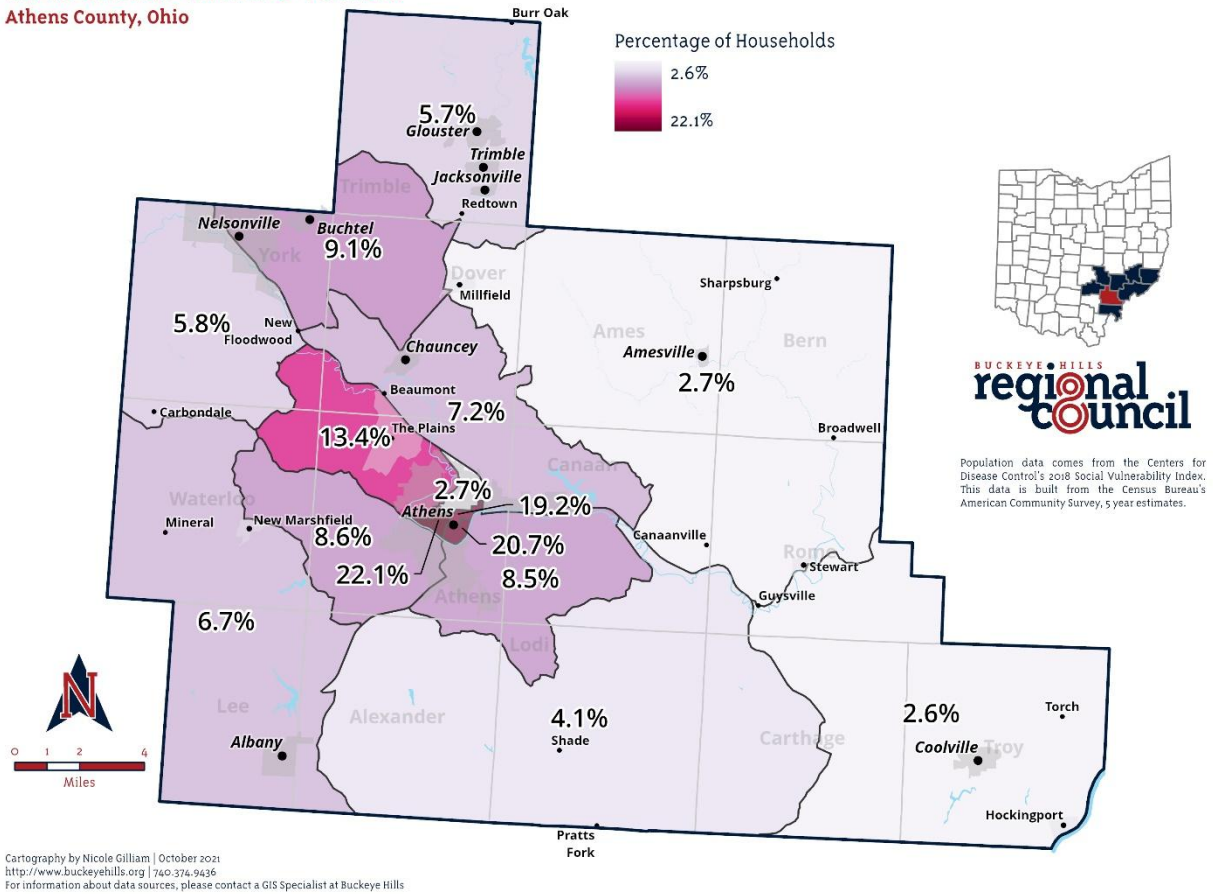 Athens County, Ohio
Burr Oak
Percentage of Households
2.6%
22.1%
5.7%
Glouster
Trimble
Jacksonville
Trimble
Redtown
Nelsonville
Buchtel
9.1%
York
Dover
Millfield
Sharpsburg
5.8%
New
Floodwood
Chauncey
Ames
Bern
Amesville
2.7%
Beaumont
7.2%
Carbondale
13.4%
The Plains
Broadwell
Canaan
Waterloo
2.7%
Athens
19.2%
Mineral
New Marshfield
8.6%
20.7%
Canaanville
Rome
Stewart
22.1%
8.5%
Athens
Guysville
6.7%
Lodi
Lee
Alexander
4.1%
Shade
Carthage
2.6%
Torch
Albany
Coolville
Troy
Hockingport
Pratts
Fork
BUCKEYE HILLS
regional
council
Population data comes from the Centers for
Disease Control's 2018 Social Vulnerability Index.
This data is built from the Census Bureau's
American Community Survey, 5 year estimates.
N
0 1 2 4
Miles
Cartography by Nicole Gilliam | October 2021
http://www.buckeyehills.org | 740.374.9436
For information about data sources, please contact a GIS Specialist at Buckeye Hills